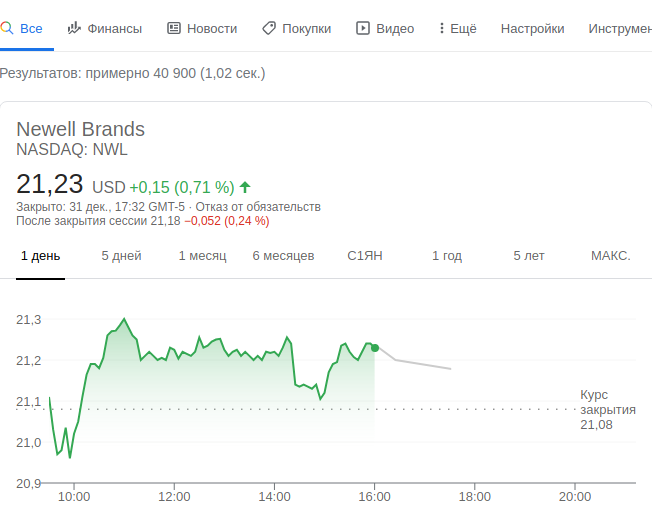 Все Финансы Новости Покупки Видео Ещё Настройки Инструмен
Результатов: примерно 40 900 (1,02 сек.)
Newell Brands
NASDAQ: NWL
21,23 USD +0,15 (0,71 %)
Закрыто: 31 дек., 17:32 GMT-5 · Отказ от обязательств
После закрытия сессии 21,18 −0,052 (0,24 %)
1 день 5 дней 1 месяц 6 месяцев С1ЯН 1 год 5 лет МАКС.
21,3
21,2
21,1
21,0
20,9
Курс
закрытия
21,08
10:00 12:00 14:00 16:00 18:00 20:00